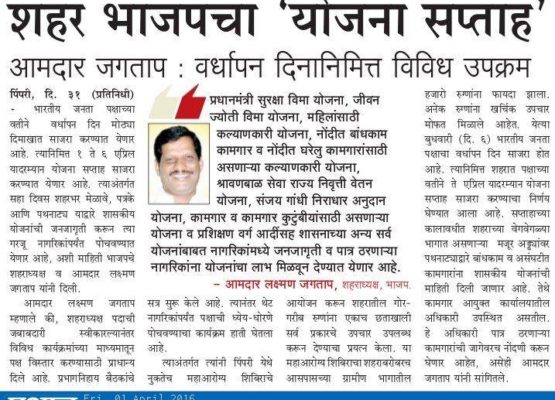 शहर भाजपचा ‘योजना सप्ताह’
आमदार जगताप : वर्धापन दिनानिमित्त विविध उपक्रम
पिंपरी, दि. ३१ (प्रतिनिधी)
- भारतीय जनता पक्षाच्या
वतीने वर्धापन दिन मोठ्या
दिमाखात साजरा करण्यात येणार
आहे. त्यानिमित्त १ ते ६ एप्रिल
यादरम्यान योजना सप्ताह साजरा
करण्यात येणार आहे. त्याअंतर्गत
सहा दिवस शहरभर मेळावे, पत्रके
आणि पथनाट्य याद्वारे शासकीय
योजनांची जनजागृती करून त्या
गरजू नागरिकांपर्यंत पोचवण्यात
येणार आहे, अशी माहिती भाजपचे
शहराध्यक्ष व आमदार लक्ष्मण
जगताप यांनी दिली.
आमदार लक्ष्मण जगताप
म्हणाले की, शहराध्यक्ष पदाची
जबाबदारी स्वीकारल्यानंतर
विविध कार्यक्रमांच्या माध्यमातून
पक्ष विस्तार करण्यासाठी प्राधान्य
दिले आहे. प्रभागनिहाय बैठकांचे
प्रधानमंत्री सुरक्षा विमा योजना, जीवन
ज्योती विमा योजना, महिलांसाठी
कल्याणकारी योजना, नोंदीत बांधकाम
कामगार व नोंदीत घरेलु कामगारांसाठी
असणाऱ्या कल्याणकारी योजना,
श्रावणबाळ सेवा राज्य निवृत्ती वेतन
योजना, संजय गांधी निराधार अनुदान
योजना, कामगार व कामगार कुटुंबीयांसाठी असणाऱ्या
योजना व प्रशिक्षण वर्ग आदींसह शासनाच्या अन्य सर्व
योजनांबाबत नागरिकांमध्ये जनजागृती व पात्र ठरणाऱ्या
नागरिकांना योजनांचा लाभ मिळवून देण्यात येणार आहे.
– आमदार लक्ष्मण जगताप, शहराध्यक्ष, भाजप.
सत्र सुरू केले आहे. त्यानंतर थेट
नागरिकांपर्यंत पक्षाची ध्येय-धोरणे
पोचवण्याचा कार्यक्रम हाती घेतला
आहे.
त्याअंतर्गत त्यांनी पिंपरी येथे
नुकतेच महाआरोग्य शिबिराचे
आयोजन करून शहरातील गोर-
गरीब रुग्णांना एकाच छताखाली
सर्व प्रकारचे उपचार उपलब्ध
करून देण्याचा प्रयत्न केला. या
महाआरोग्य शिबिराचा शहराबरोबरच
आसपासच्या ग्रामीण भागातील
हजारो रुग्णांना फायदा झाला.
अनेक रुग्णांना खर्चिक उपचार
मोफत मिळाले आहेत. येत्या
बुधवारी (दि. ६) भारतीय जनता
पक्षाचा वर्धापन दिन साजरा होत
आहे. त्यानिमित्त शहरात पक्षाच्या
वतीने ते ६ एप्रिल यादरम्यान योजना
सप्ताह साजरा करण्याचा निर्णय
घेण्यात आला आहे. सप्ताहाच्या
कालावधीत शहराच्या वेगवेगळ्या
भागात असणाऱ्या मजूर अड्ड्यांवर
पथनाट्याद्वारे बांधकाम व असंघटीत
कामगारांना शासकीय योजनांची
माहिती दिली जाणार आहे. तेथे
कामगार आयुक्त कार्यालयातील
अधिकारी उपस्थित असतील.
हे अधिकारी पात्र ठरणाऱ्या
कामगारांची जागेवरच नोंदणी करून
घेणार आहेत, असेही आमदार
जगताप यांनी सांगितले.
Fri, 01 April 2016